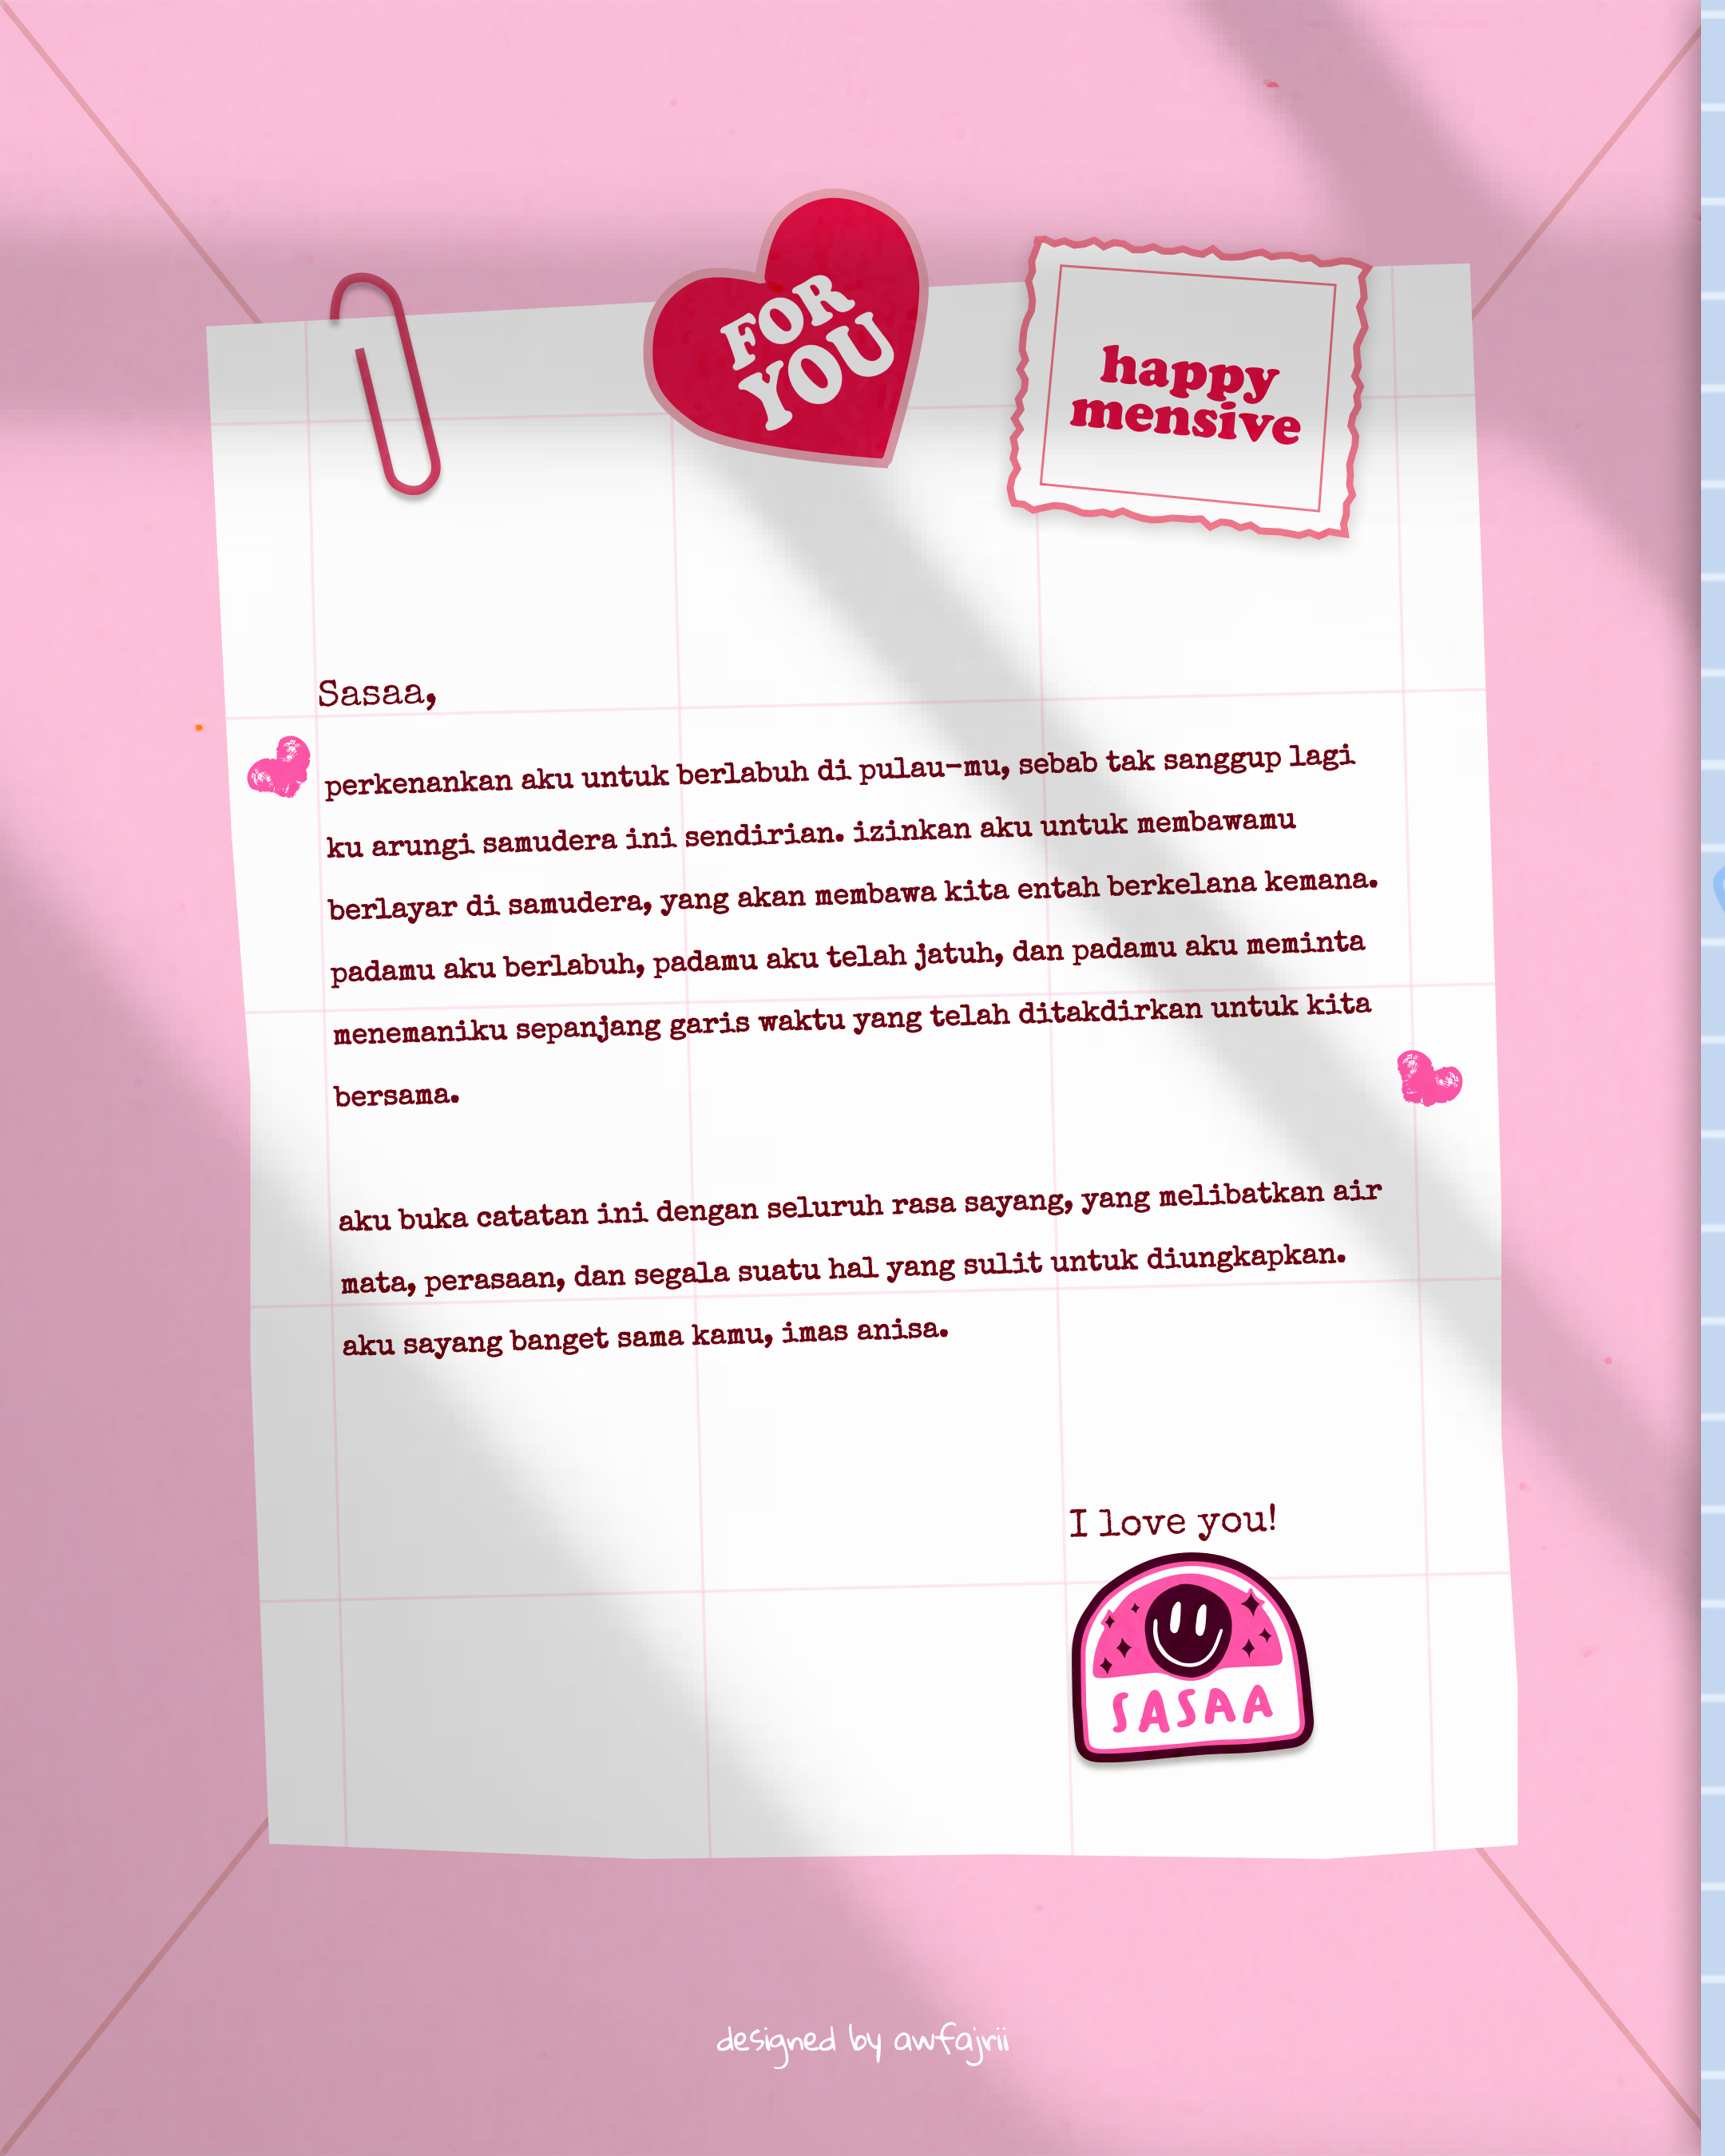 FOR
YOU
happy
mensive
Sasaa,
perkenankan aku untuk berlabuh di pulau-mu, sebab tak sanggup lagi
ku arungi samudera ini sendirian. izinkan aku untuk membawamu
berlayar di samudera, yang akan membawa kita entah berkelana kemana.
padamu aku berlabuh, padamu aku telah jatuh, dan padamu aku meminta
menemaniku sepanjang garis waktu yang telah ditakdirkan untuk kita
bersama.
aku buka catatan ini dengan seluruh rasa sayang, yang melibatkan air
mata, perasaan, dan segala suatu hal yang sulit untuk diungkapkan.
aku sayang banget sama kamu, imas anisa.
I love you!
SASAA
designed by awfajrii